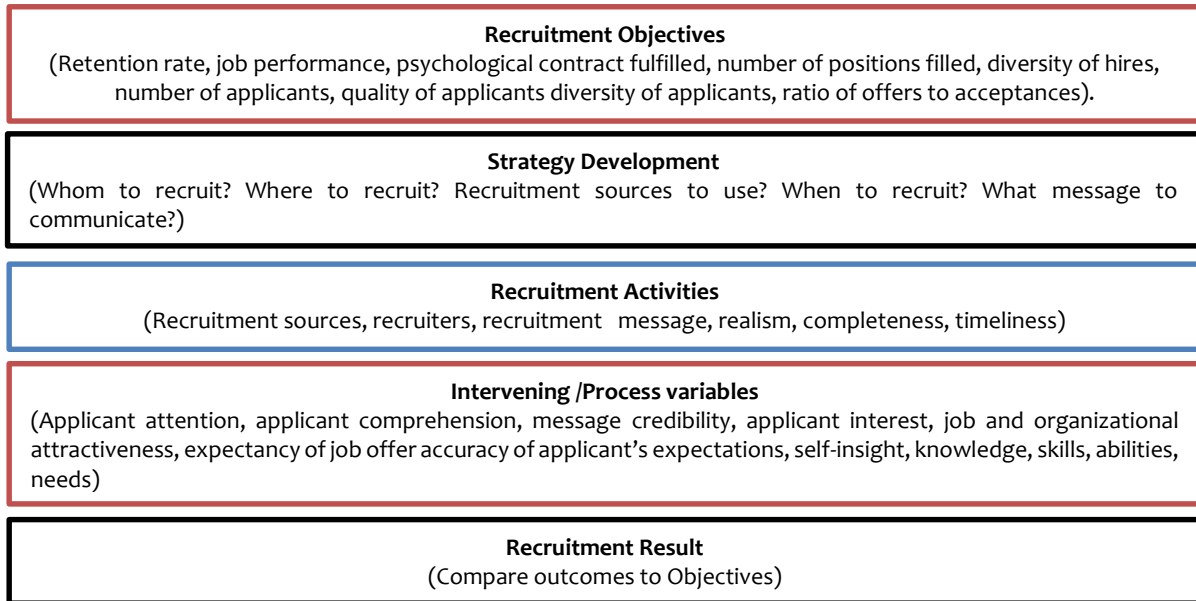 Recruitment Objectives
(Retention rate, job performance, psychological contract fulfilled, number of positions filled, diversity of hires,
number of applicants, quality of applicants diversity of applicants, ratio of offers to acceptances).
Strategy Development
(Whom to recruit? Where to recruit? Recruitment sources to use? When to recruit? What message to
communicate?)
Recruitment Activities
(Recruitment sources, recruiters, recruitment message, realism, completeness, timeliness)
Intervening /Process variables
(Applicant attention, applicant comprehension, message credibility, applicant interest, job and organizational
attractiveness, expectancy of job offer accuracy of applicant’s expectations, self-insight, knowledge, skills, abilities,
needs)
Recruitment Result
(Compare outcomes to Objectives)